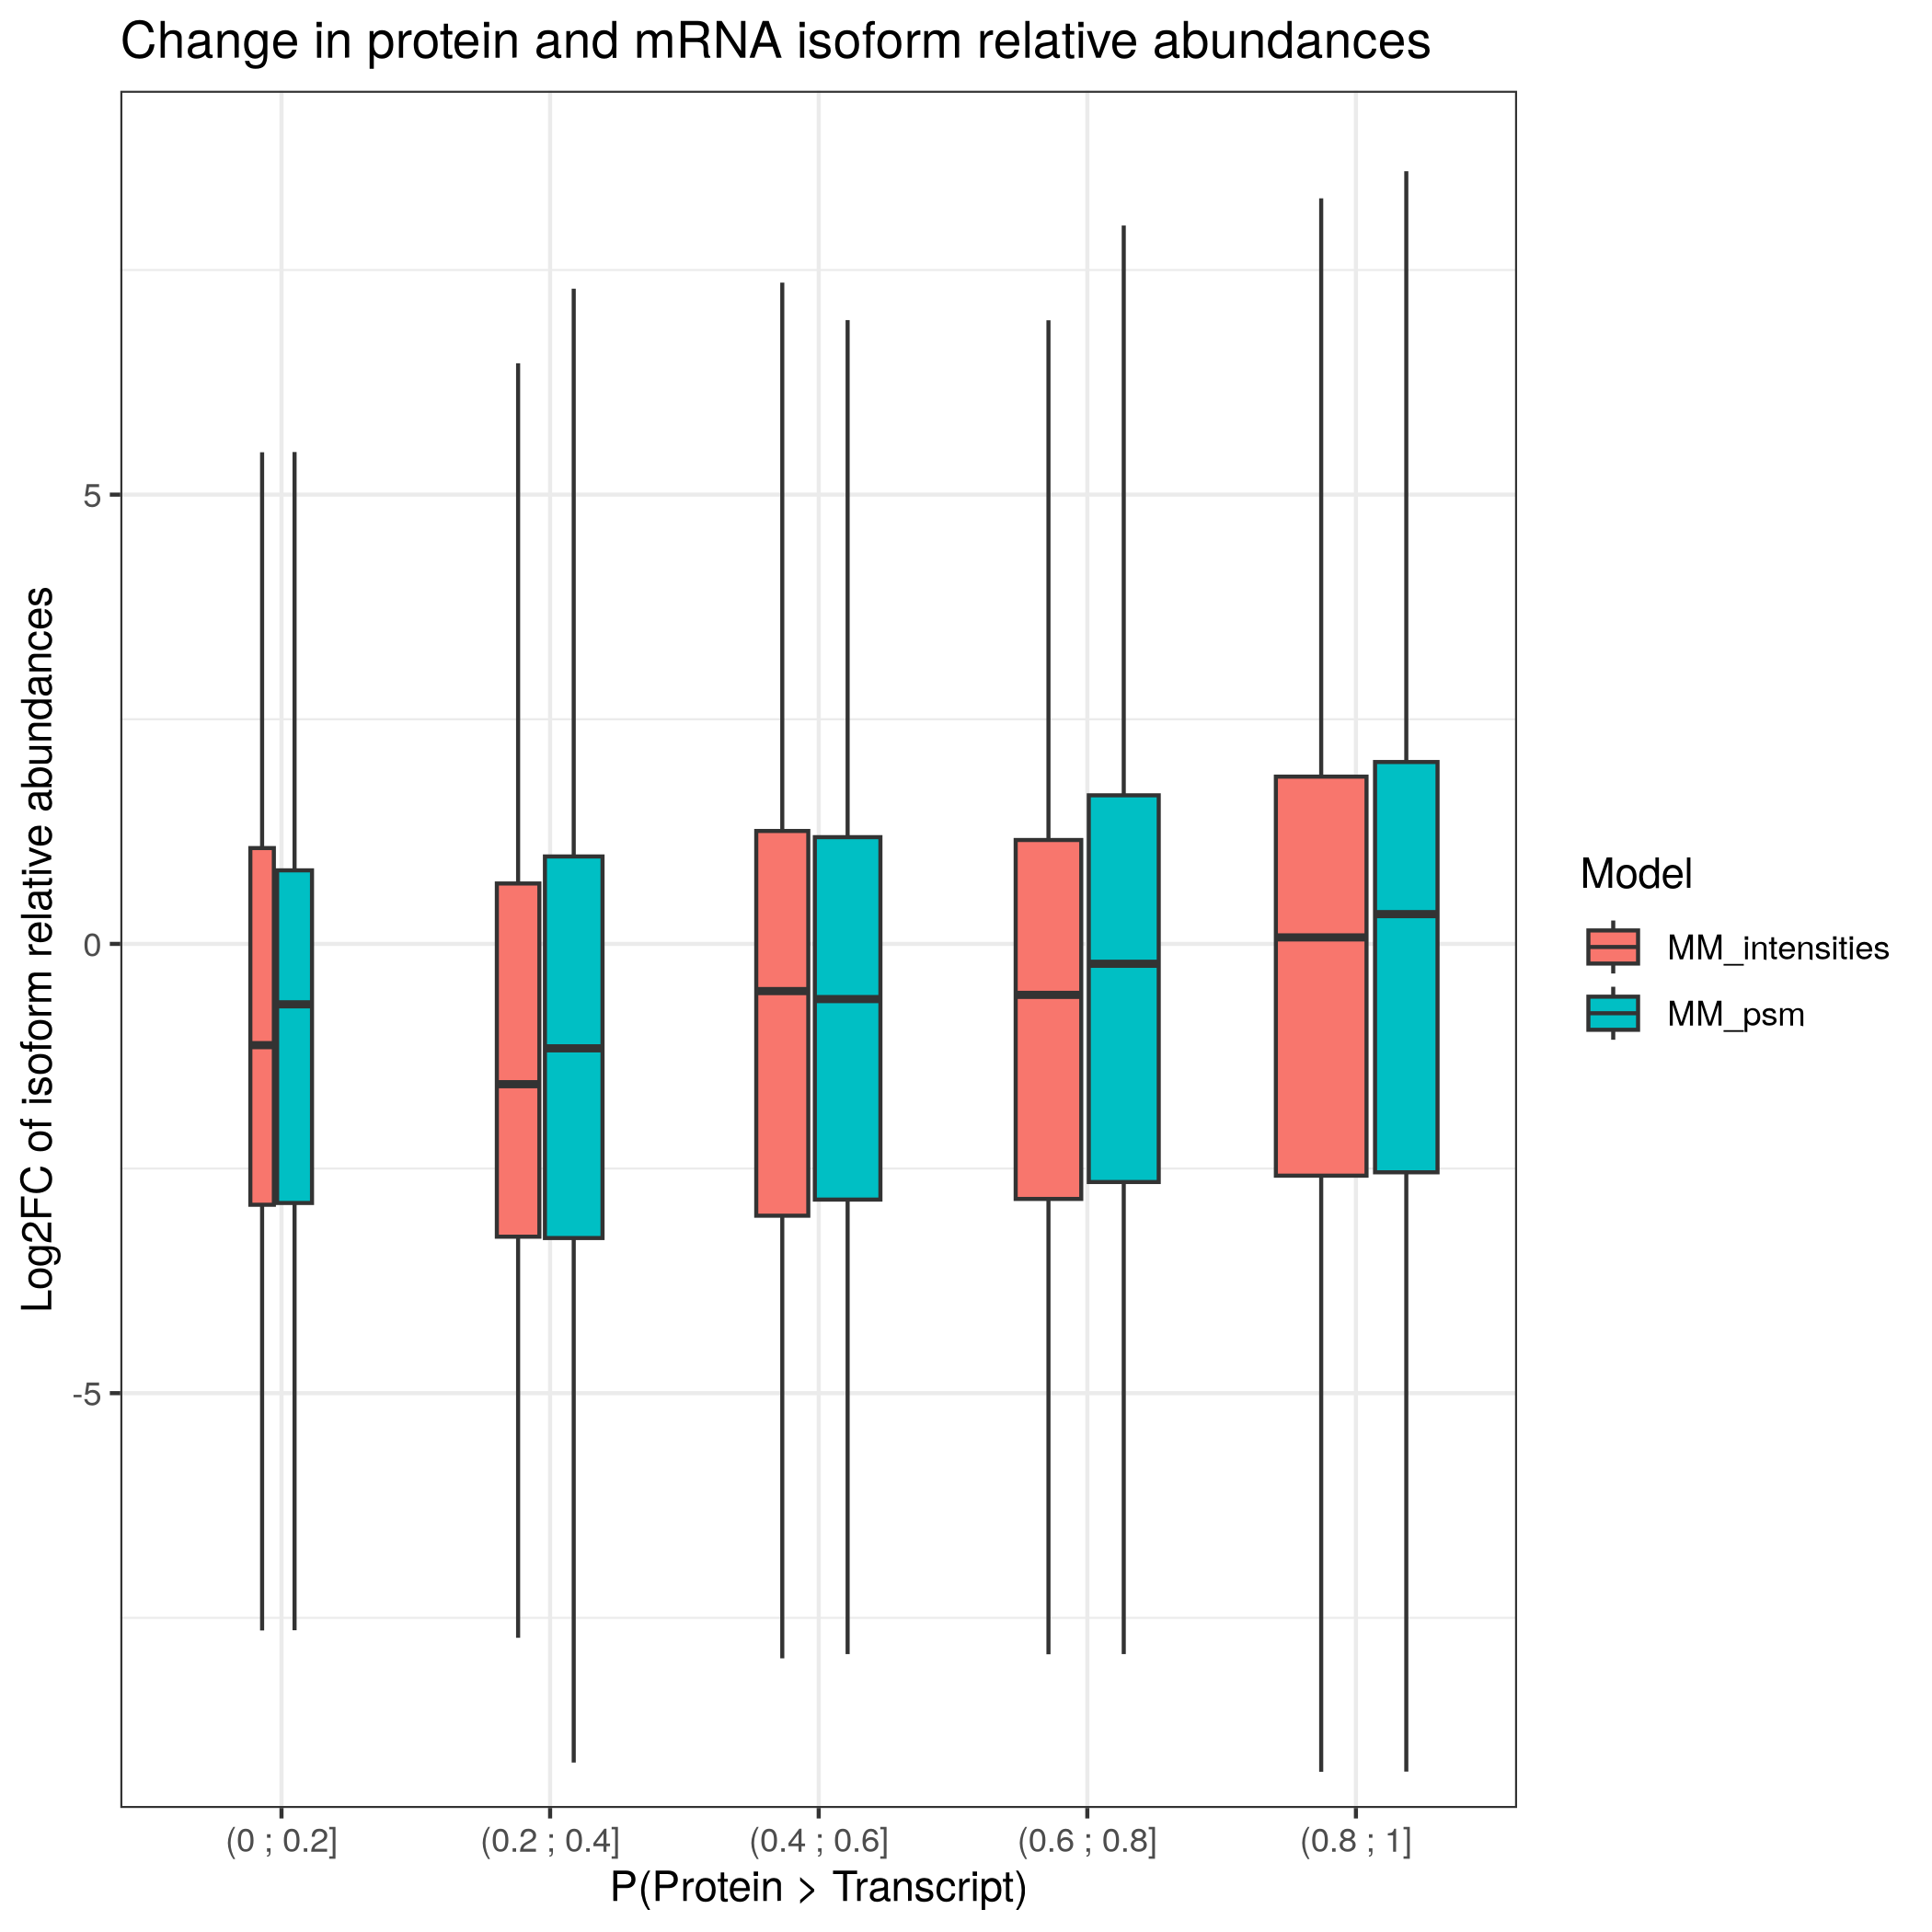 Change in protein and mRNA isoform relative abundances
Log2FC of isoform relative abundances
5
0
-5
(0 ; 0.2]
(0.2 ; 0.4]
(0.4 ; 0.6]
(0.6 ; 0.8]
(0.8 ; 1]
P(Protein > Transcript)
Model
MM_intensities
MM_psm